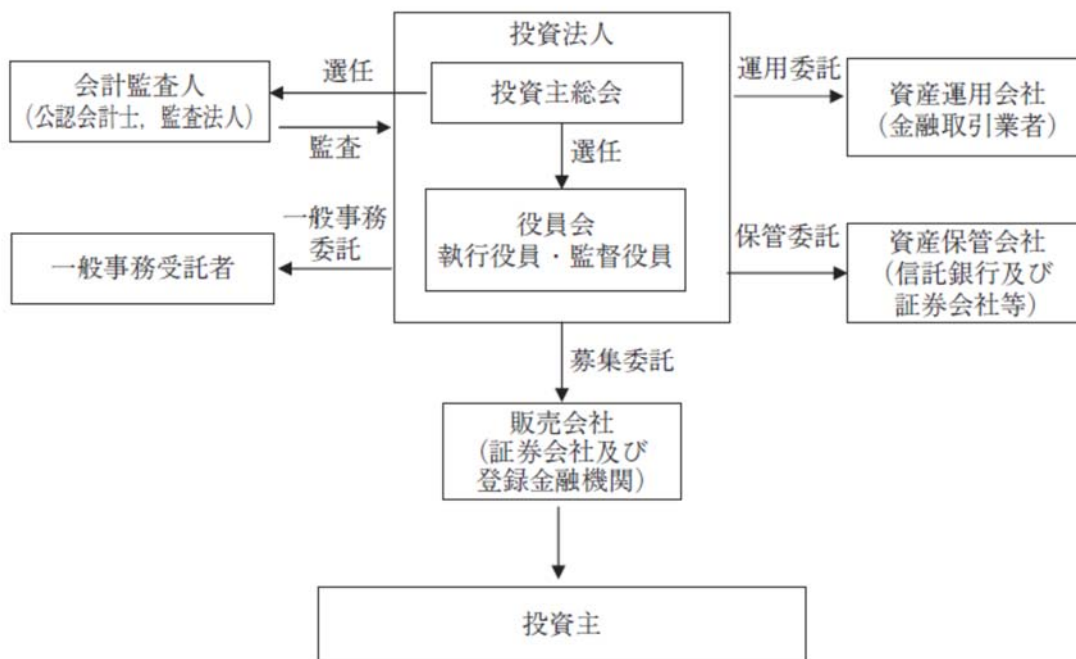 投資法人
選任
会計監査人
(公認会計士，監査法人)
監査
投資主総会
選任
役員会
執行役員・監督役員
運用委託
資産運用会社
(金融取引業者)
一般事務
委託
一般事務受託者
保管委託
資産保管会社
(信託銀行及び
証券会社等)
募集委託
販売会社
(証券会社及び
登録金融機関)
投資主